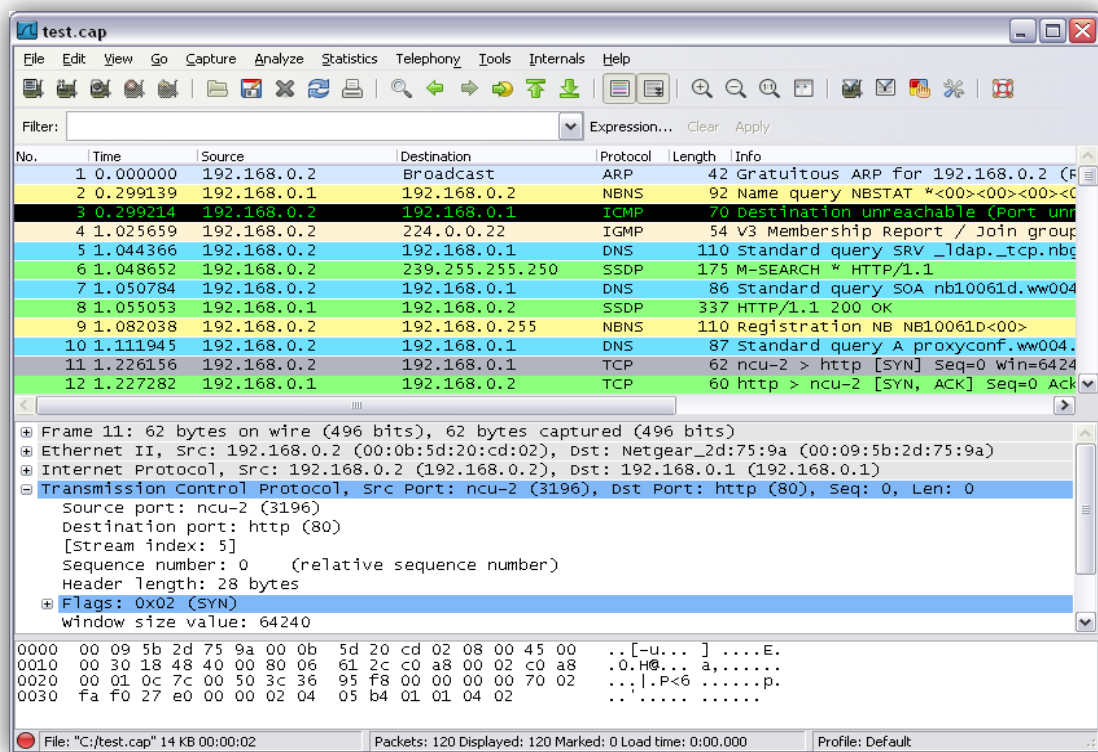 test.cap
File Edit View Go Capture Analyze Statistics Telephony Tools Internals Help
Filter: Expression... Clear Apply
No. Time Source Destination Protocol Length Info
1 0.000000 192.168.0.2 Broadcast ARP 42 Gratuitous ARP for 192.168.0.2 (R
2 0.299139 192.168.0.1 192.168.0.2 NBNS 92 Name query NBSTAT *<00><00><00><0
3 0.299214 192.168.0.2 192.168.0.1 ICMP 70 Destination unreachable (Port unr
4 1.025659 192.168.0.2 224.0.0.22 IGMP 54 V3 Membership Report / Join group
5 1.044366 192.168.0.2 192.168.0.1 DNS 110 Standard query SRV _ldap._tcp.nbg
6 1.048652 192.168.0.2 239.255.255.250 SSDP 175 M-SEARCH * HTTP/1.1
7 1.050784 192.168.0.2 192.168.0.1 DNS 86 Standard query SOA nb10061d.ww004
8 1.055053 192.168.0.1 192.168.0.2 SSDP 337 HTTP/1.1 200 OK
9 1.082038 192.168.0.2 192.168.0.255 NBNS 110 Registration NB NB10061D<00>
10 1.111945 192.168.0.2 192.168.0.1 DNS 87 Standard query A proxyconf.ww004.
11 1.226156 192.168.0.2 192.168.0.1 TCP 62 ncu-2 > http [SYN] Seq=0 Win=6424
12 1.227282 192.168.0.1 192.168.0.2 TCP 60 http > ncu-2 [SYN, ACK] Seq=0 Ack
Frame 11: 62 bytes on wire (496 bits), 62 bytes captured (496 bits)
Ethernet II, Src: 192.168.0.2 (00:0b:5d:20:cd:02), Dst: Netgear_2d:75:9a (00:09:5b:2d:75:9a)
Internet Protocol, Src: 192.168.0.2 (192.168.0.2), Dst: 192.168.0.1 (192.168.0.1)
Transmission Control Protocol, Src Port: ncu-2 (3196), Dst Port: http (80), Seq: 0, Len: 0
Source port: ncu-2 (3196)
Destination port: http (80)
[Stream index: 5]
Sequence number: 0 (relative sequence number)
Header length: 28 bytes
Flags: 0x02 (SYN)
Window size value: 64240
0000 00 09 5b 2d 75 9a 00 0b 5d 20 cd 02 08 00 45 00 ..[-u... ] ....E.
0010 00 30 18 48 40 00 80 06 61 2c c0 a8 00 02 c0 a8 .0.H@... a,......
0020 00 01 0c 7c 00 50 3c 36 95 f8 00 00 00 00 70 02 ...|.P<6 ......p.
0030 fa f0 27 e0 00 00 02 04 05 b4 01 01 04 02 ..'..... ......
File: "C:/test.cap" 14 KB 00:00:02 Packets: 120 Displayed: 120 Marked: 0 Load time: 0:00.000 Profile: Default